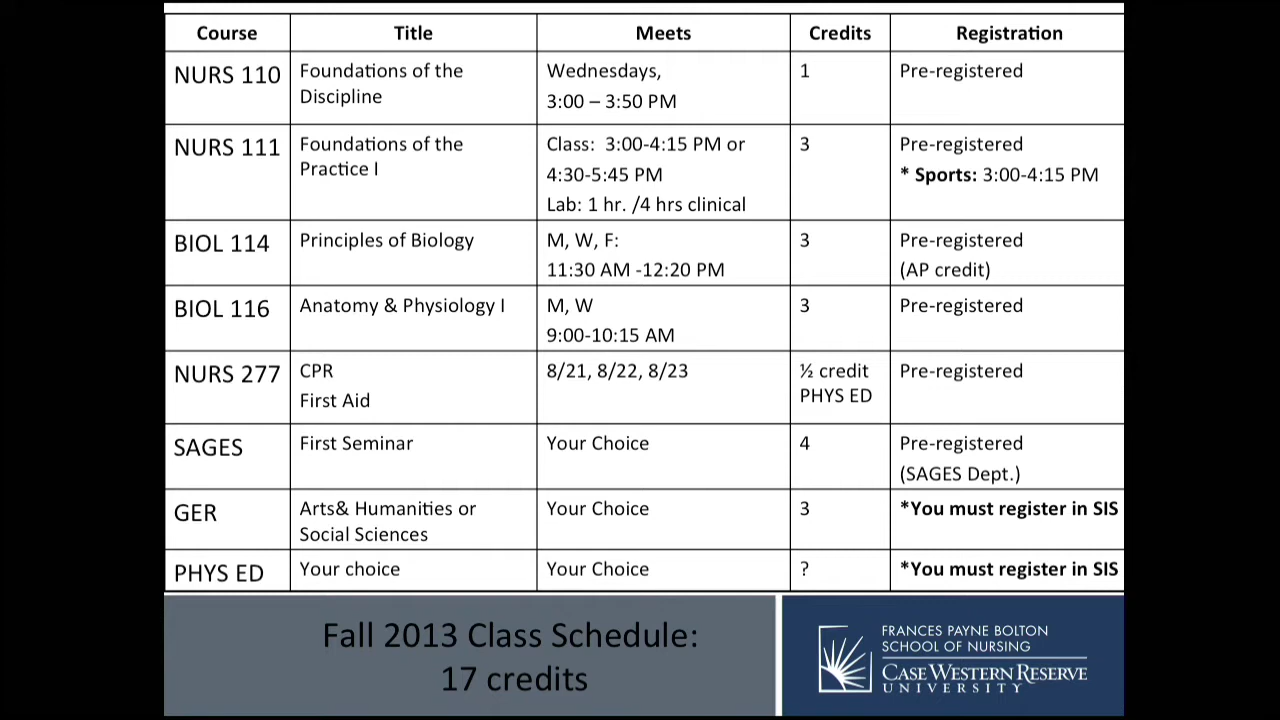 Course Title Meets Credits Registration
NURS 110 Foundations of the Discipline Wednesdays, 3:00 – 3:50 PM 1 Pre-registered
NURS 111 Foundations of the Practice I Class: 3:00-4:15 PM or 4:30-5:45 PM Lab: 1 hr. /4 hrs clinical 3 Pre-registered * Sports: 3:00-4:15 PM
BIOL 114 Principles of Biology M, W, F: 11:30 AM -12:20 PM 3 Pre-registered (AP credit)
BIOL 116 Anatomy & Physiology I M, W 9:00-10:15 AM 3 Pre-registered
NURS 277 CPR First Aid 8/21, 8/22, 8/23 ½ credit PHYS ED Pre-registered
SAGES First Seminar Your Choice 4 Pre-registered (SAGES Dept.)
GER Arts& Humanities or Social Sciences Your Choice 3 *You must register in SIS
PHYS ED Your choice Your Choice ? *You must register in SIS
Fall 2013 Class Schedule:
17 credits
FRANCES PAYNE BOLTON
SCHOOL OF NURSING
CASE WESTERN RESERVE
UNIVERSITY